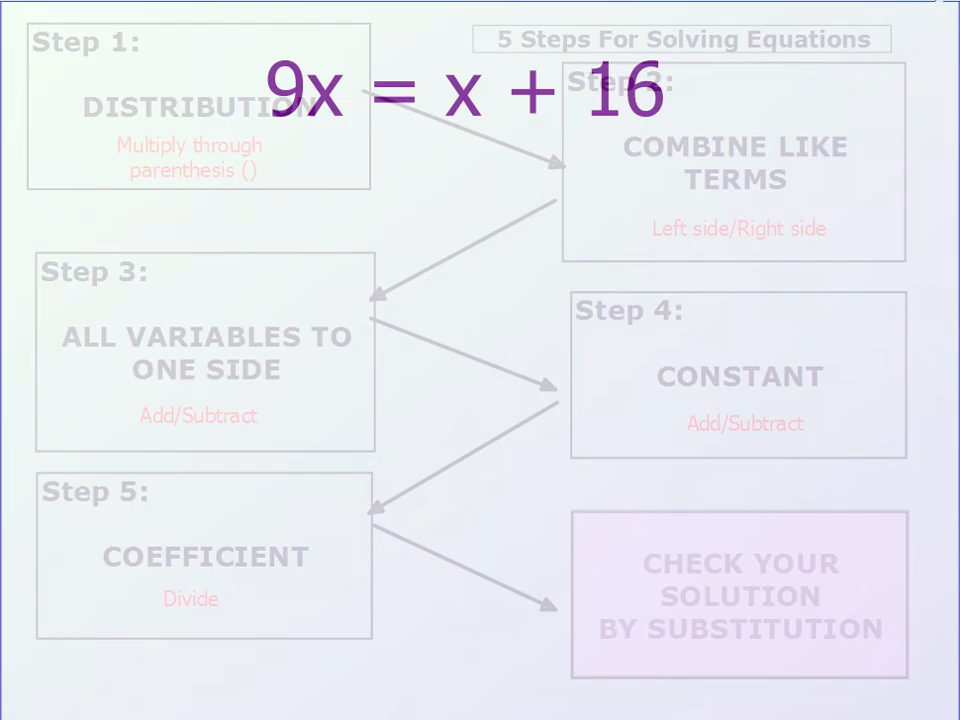 5 Steps For Solving Equations
9x = x + 16
Step 1:
DISTRIBUTION
Multiply through
parenthesis ()
Step 2:
COMBINE LIKE
TERMS
Left side/Right side
Step 3:
ALL VARIABLES TO
ONE SIDE
Add/Subtract
Step 4:
CONSTANT
Add/Subtract
Step 5:
COEFFICIENT
Divide
CHECK YOUR
SOLUTION
BY SUBSTITUTION